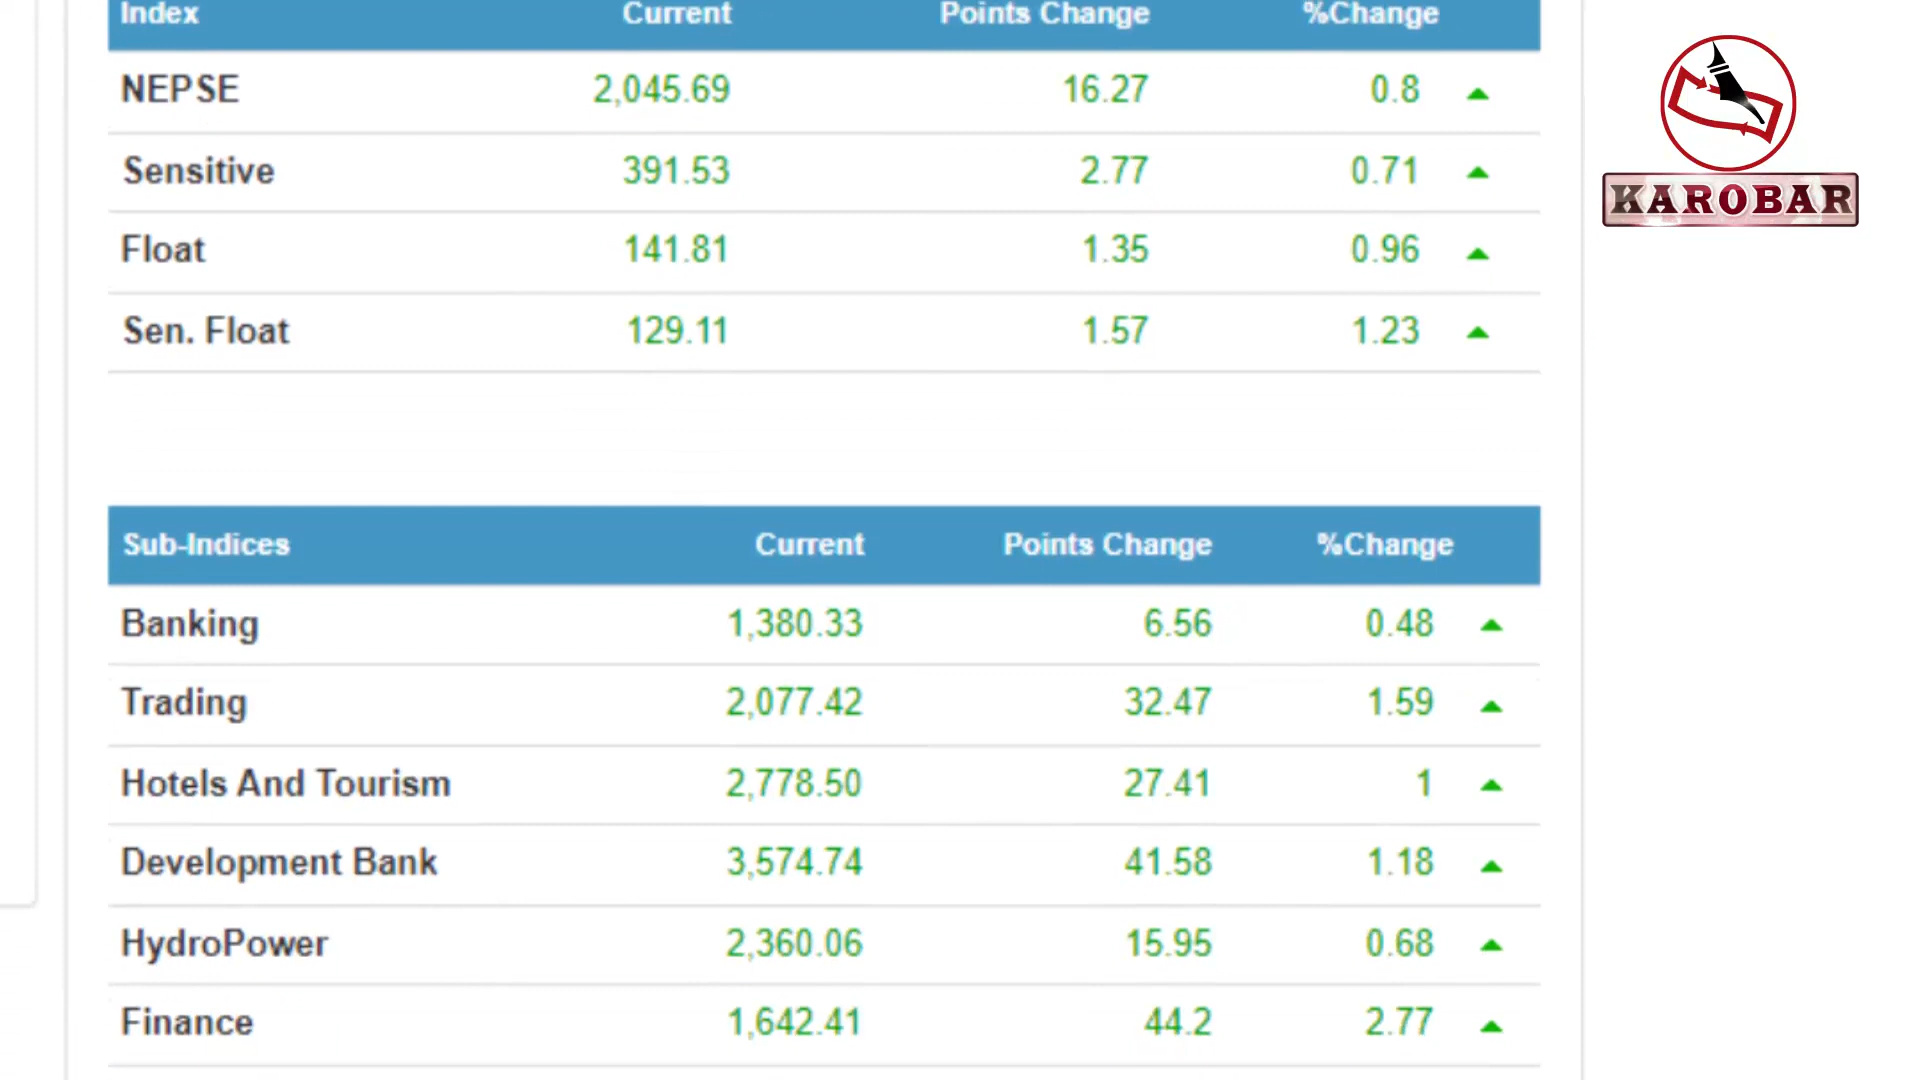 Index Current Points Change %Change
NEPSE 2,045.69 16.27 0.8
Sensitive 391.53 2.77 0.71
Float 141.81 1.35 0.96
Sen. Float 129.11 1.57 1.23
KAROBAR
Sub-Indices Current Points Change %Change
Banking 1,380.33 6.56 0.48
Trading 2,077.42 32.47 1.59
Hotels And Tourism 2,778.50 27.41 1
Development Bank 3,574.74 41.58 1.18
HydroPower 2,360.06 15.95 0.68
Finance 1,642.41 44.2 2.77